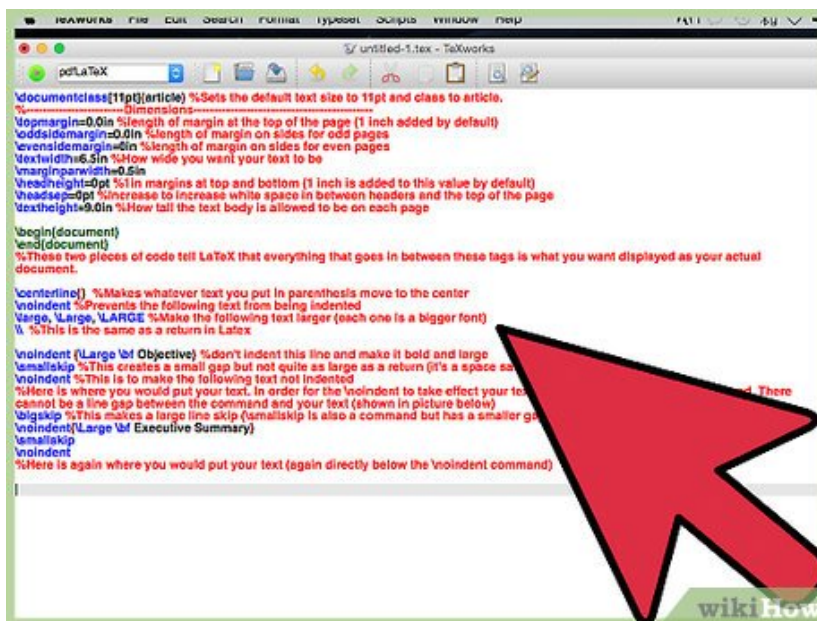 TeXworks File Edit Search Format Typeset Scripts Window Help
untitled-1.tex - TeXworks
pdfLaTeX
\documentclass[11pt]{article} %Sets the default text size to 11pt and class to article.
%------------------------Dimensions--------------------------------------------
\topmargin=0.0in %length of margin at the top of the page (1 inch added by default)
\oddsidemargin=0.0in %length of margin on sides for odd pages
\evensidemargin=0in %length of margin on sides for even pages
\textwidth=6.5in %How wide you want your text to be
\marginparwidth=0.5in
\headheight=0pt %1in margins at top and bottom (1 inch is added to this value by default)
\headsep=0pt %Increase to increase white space in between headers and the top of the page
\textheight=9.0in %How tall the text body is allowed to be on each page
\begin{document}
\end{document}
%These two pieces of code tell LaTeX that everything that goes in between these tags is what you want displayed as your actual
document.
\centerline{} %Makes whatever text you put in parenthesis move to the center
\noindent %Prevents the following text from being indented
\large, \Large, \LARGE %Make the following text larger (each one is a bigger font)
\\ %This is the same as a return in Latex
\noindent {\Large \bf Objective} %don't indent this line and make it bold and large
\smallskip %This creates a small gap but not quite as large as a return (it's a space
\noindent %This is to make the following text not indented
%Here is where you would put your text. In order for the \noindent to take effect your There
cannot be a line gap between the command and your text (shown in picture below)
\bigskip %This makes a large line skip (\smallskip is also a command but has a smaller
\noindent{\Large \bf Executive Summary}
\smallskip
\noindent
%Here is again where you would put your text (again directly below the \noindent command)
wikiHow